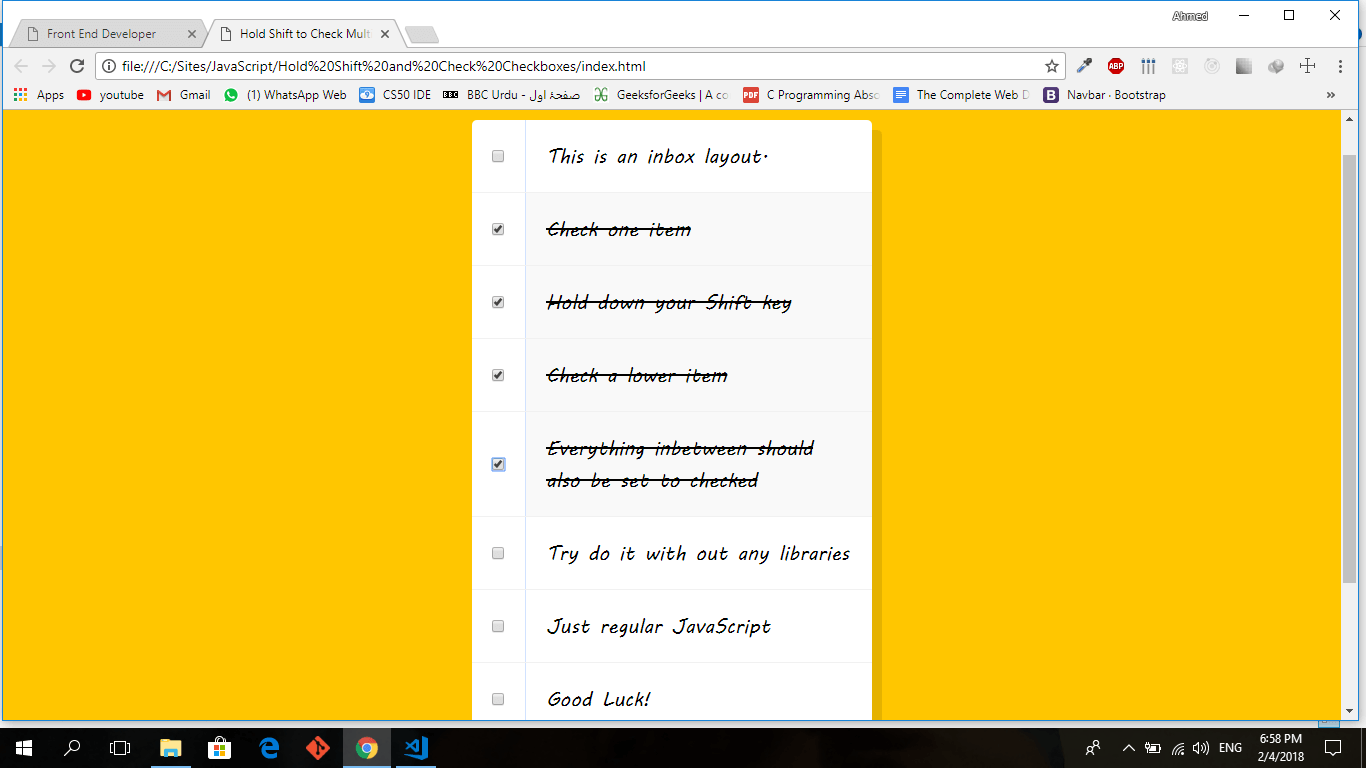 Ahmed
Front End Developer
Hold Shift to Check Mult
file:///C:/Sites/JavaScript/Hold%20Shift%20and%20Check%20Checkboxes/index.html
ABP
Apps
youtube
Gmail
(1) WhatsApp Web
CS50 IDE
BBC
BBC Urdu - صفحۂ اول
GeeksforGeeks | A co
PDF
C Programming Abso
The Complete Web D
B
Navbar · Bootstrap
»
This is an inbox layout.
Check one item
Hold down your Shift key
Check a lower item
Everything inbetween should
also be set to checked
Try do it with out any libraries
Just regular JavaScript
Good Luck!
ENG
6:58 PM
2/4/2018